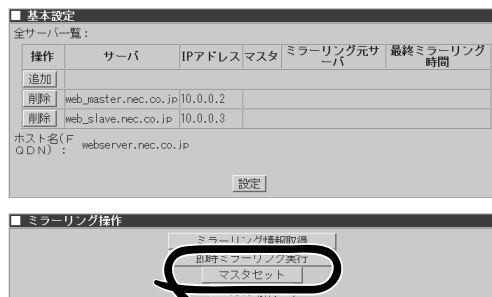 ■ 基本設定
全サーバ一覧：
操作 サーバ IPアドレス マスタ ミラーリング元サーバ 最終ミラーリング時間
追加
削除 web_master.nec.co.jp 10.0.0.2
削除 web_slave.nec.co.jp 10.0.0.3
ホスト名(FQDN)： webserver.nec.co.jp
設定
■ ミラーリング操作
ミラーリング情報取得
即時ミラーリング実行
マスタセット